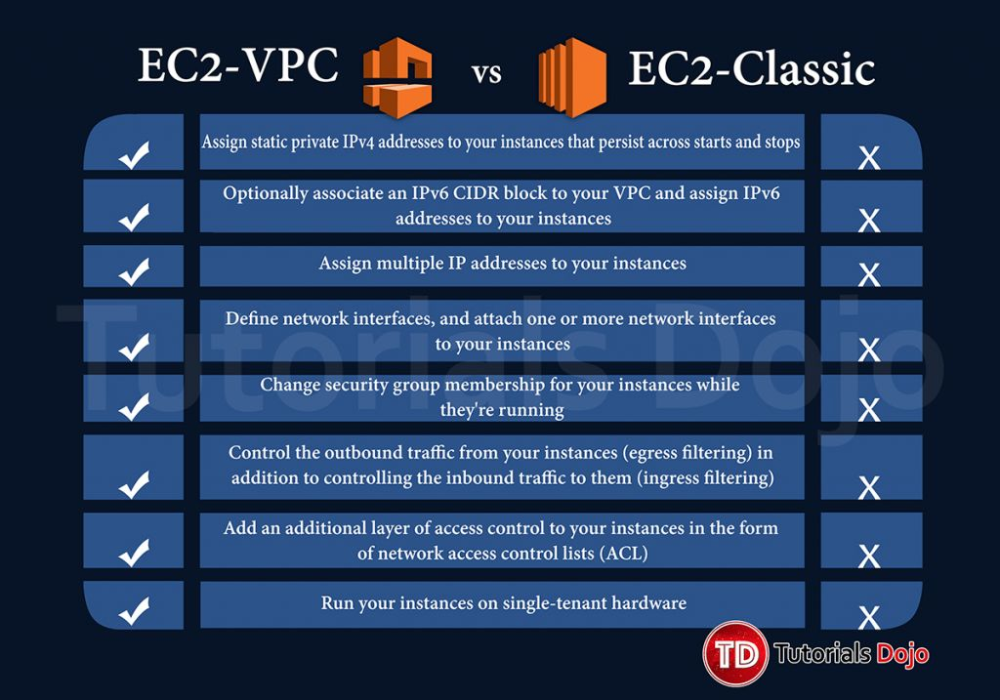 EC2-VPC vs EC2-Classic
Assign static private IPv4 addresses to your instances that persist across starts and stops
X
Optionally associate an IPv6 CIDR block to your VPC and assign IPv6
addresses to your instances
X
Assign multiple IP addresses to your instances
X
Define network interfaces, and attach one or more network interfaces
to your instances
X
Change security group membership for your instances while
they're running
X
Control the outbound traffic from your instances (egress filtering) in
addition to controlling the inbound traffic to them (ingress filtering)
X
Add an additional layer of access control to your instances in the form
of network access control lists (ACL)
X
Run your instances on single-tenant hardware
X
Tutorials Dojo
TD Tutorials Dojo